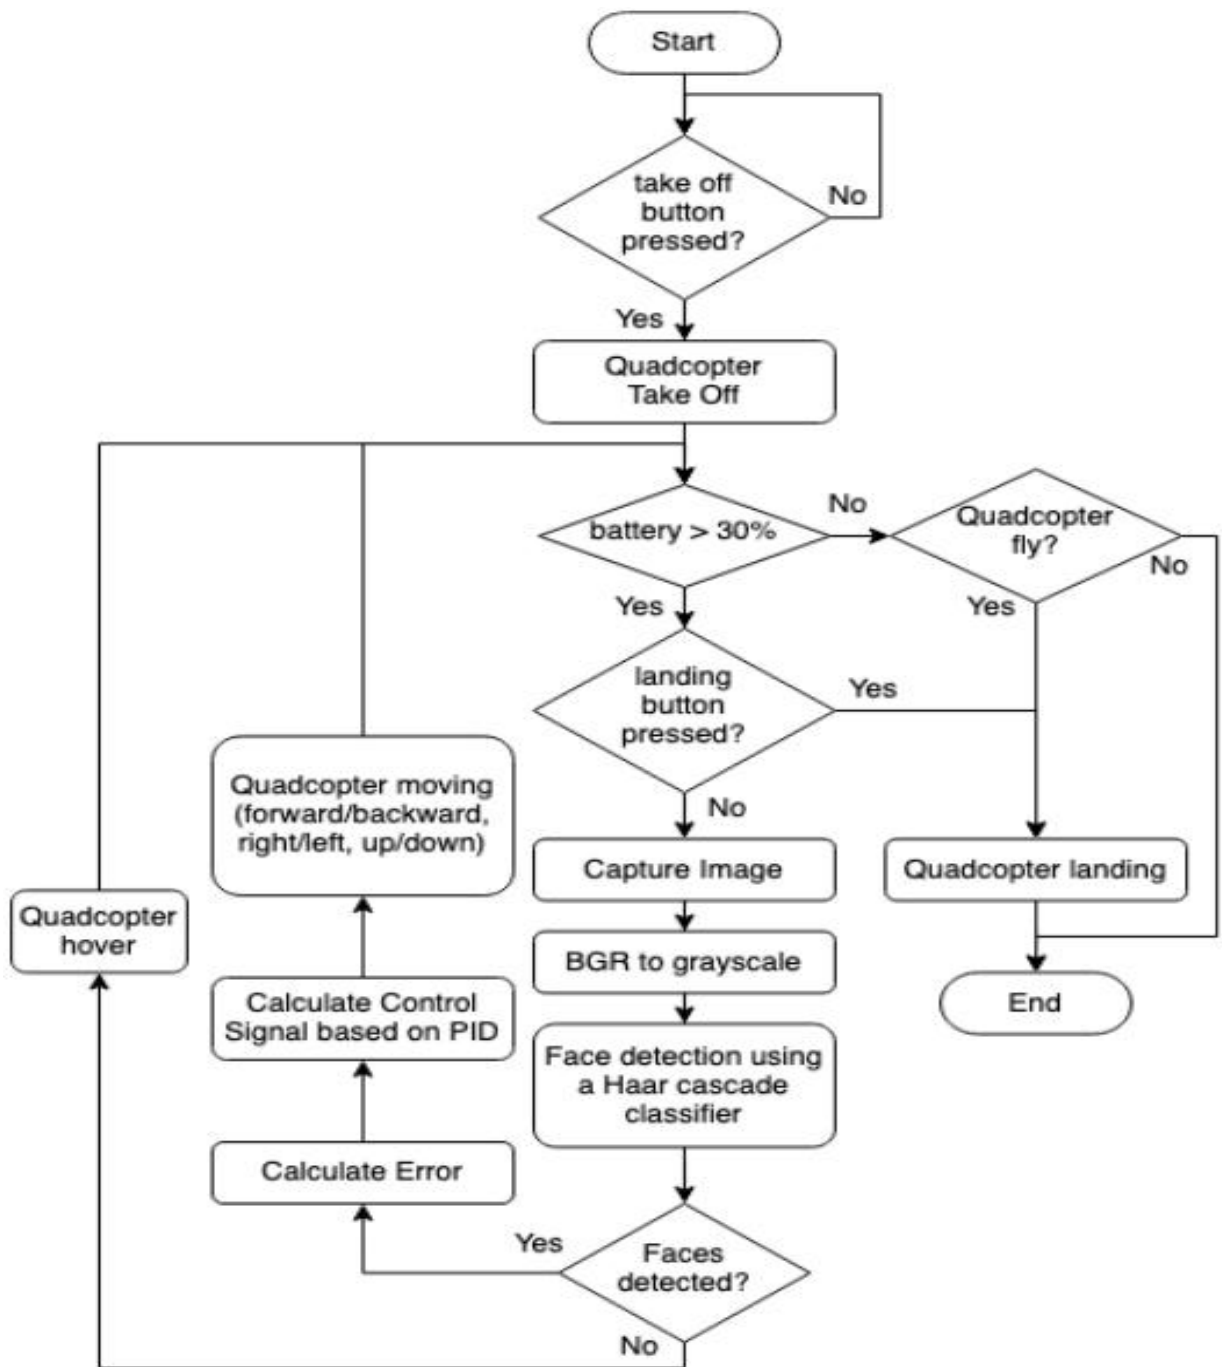 Start
take off
button
pressed?
No
Yes
Quadcopter
Take Off
battery > 30%
No
Quadcopter
fly?
No
Yes
Yes
landing
button
pressed?
Yes
No
Quadcopter moving
(forward/backward,
right/left, up/down)
Capture Image
Quadcopter landing
Quadcopter
hover
BGR to grayscale
Calculate Control
Signal based on PID
End
Face detection using
a Haar cascade
classifier
Calculate Error
Yes
Faces
detected?
No